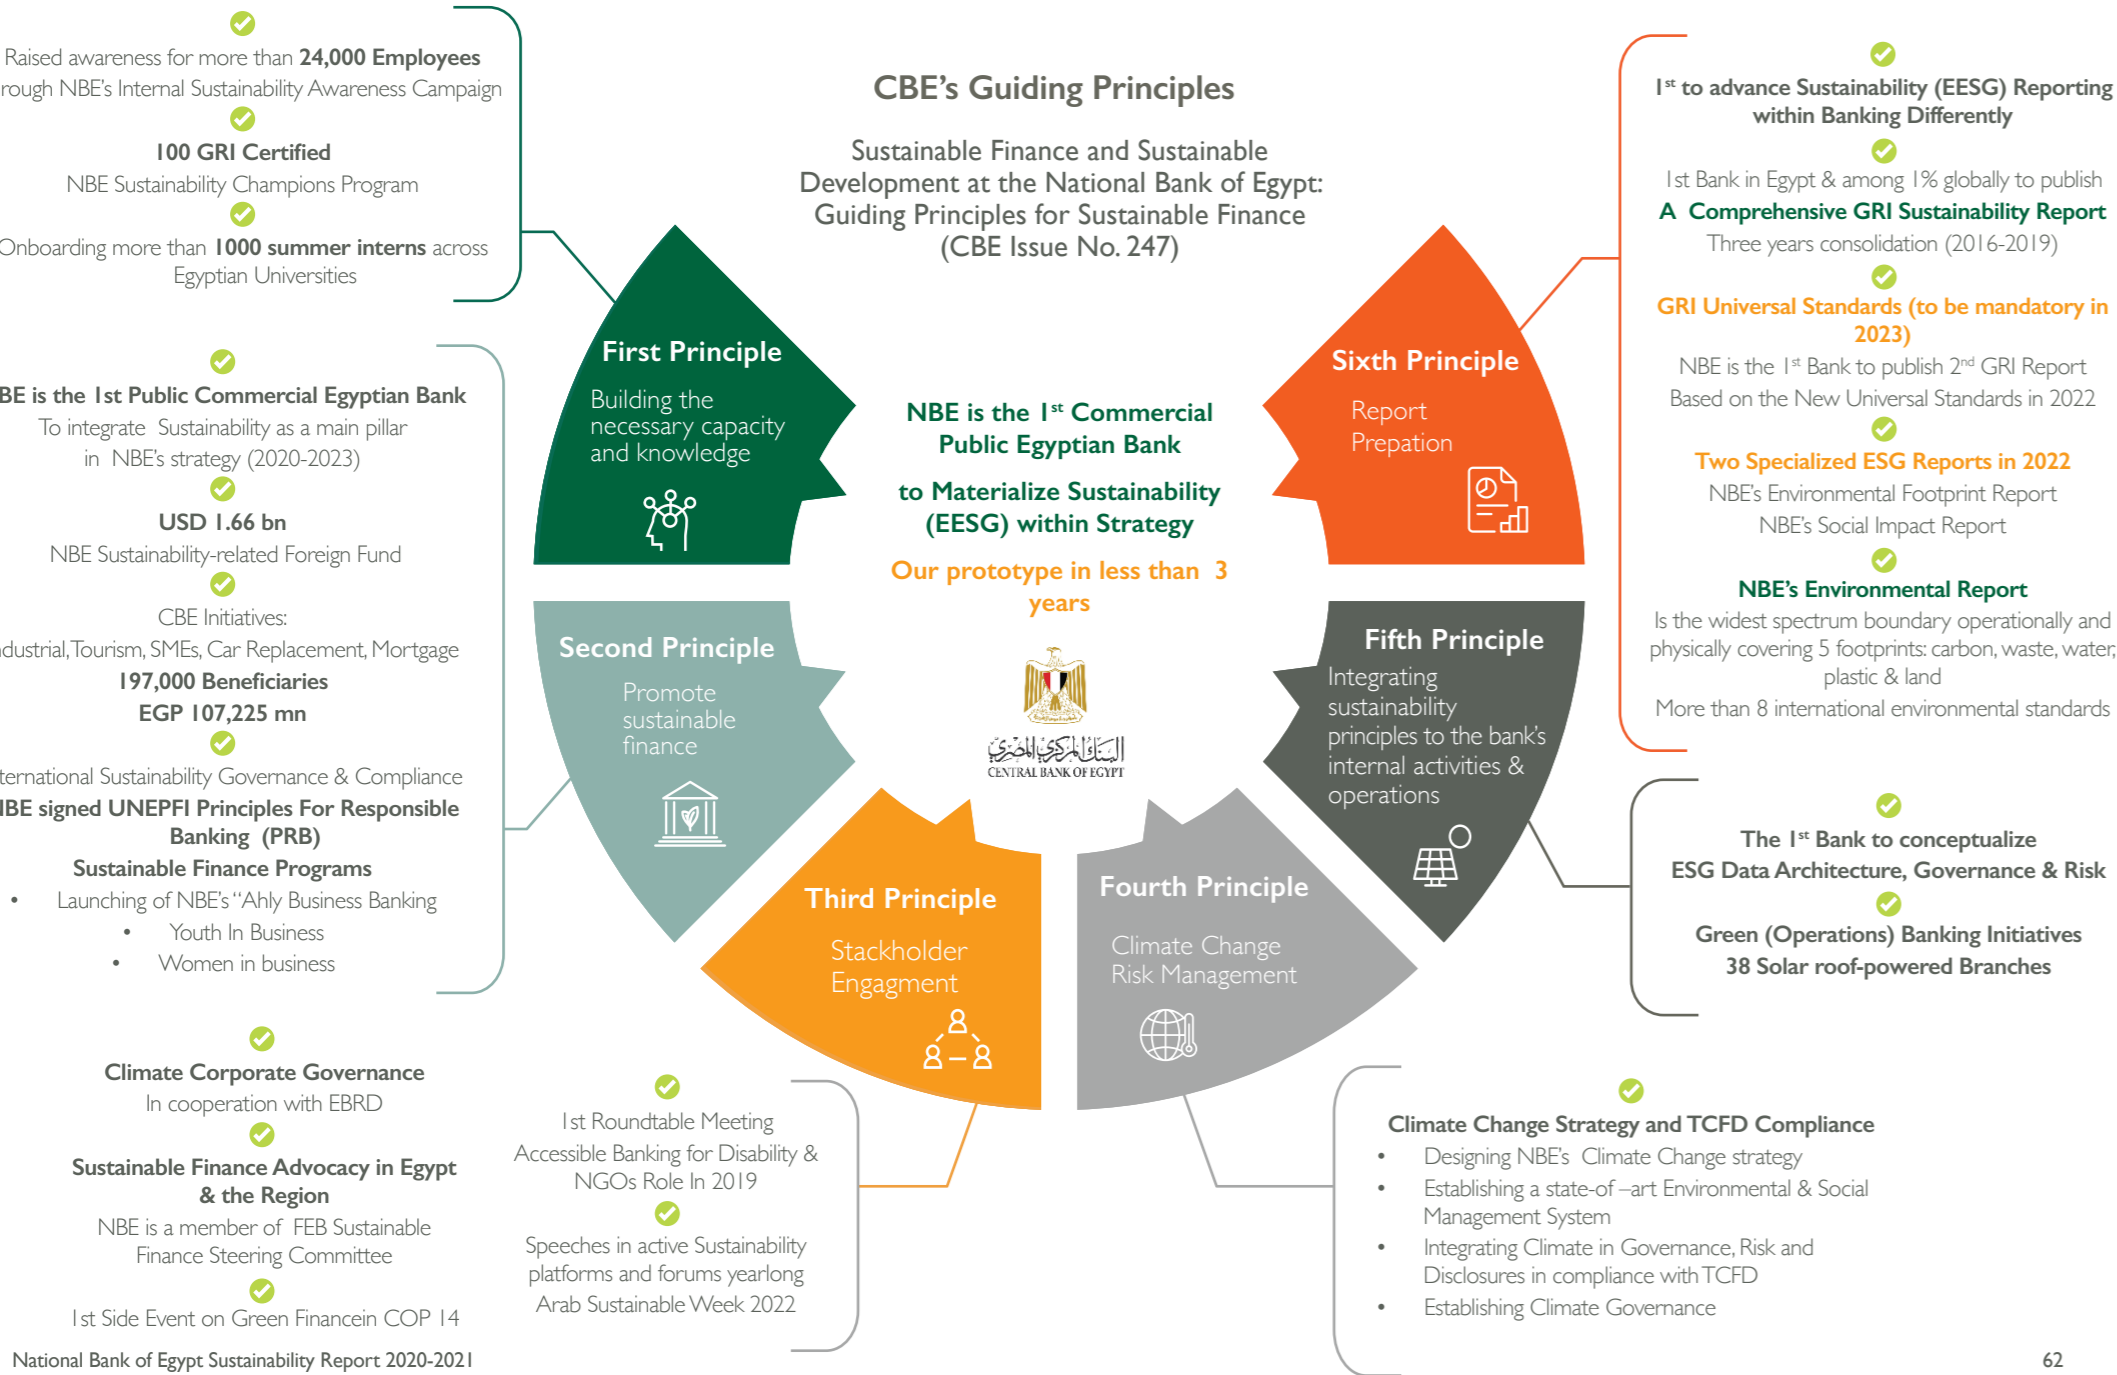 CBE's Guiding Principles
Sustainable Finance and Sustainable
Development at the National Bank of Egypt:
Guiding Principles for Sustainable Finance
(CBE Issue No. 247)
Raised awareness for more than 24,000 Employees
rough NBE's Internal Sustainability Awareness Campaign
100 GRI Certified
NBE Sustainability Champions Program
Onboarding more than 1000 summer interns across
Egyptian Universities
First Principle
Building the
necessary capacity
and knowledge
BE is the 1st Public Commercial Egyptian Bank
To integrate Sustainability as a main pillar
in NBE's strategy (2020-2023)
USD 1.66 bn
NBE Sustainability-related Foreign Fund
CBE Initiatives:
ndustrial, Tourism, SMEs, Car Replacement, Mortgage
197,000 Beneficiaries
EGP 107,225 mn
ternational Sustainability Governance & Compliance
NBE signed UNEPFI Principles For Responsible
Banking (PRB)
Sustainable Finance Programs
• Launching of NBE's "Ahly Business Banking
• Youth In Business
• Women in business
Second Principle
Promote
sustainable
finance
Climate Corporate Governance
In cooperation with EBRD
Sustainable Finance Advocacy in Egypt
& the Region
NBE is a member of FEB Sustainable
Finance Steering Committee
1st Side Event on Green Financein COP 14
1st Roundtable Meeting
Accessible Banking for Disability &
NGOs Role In 2019
Speeches in active Sustainability
platforms and forums yearlong
Arab Sustainable Week 2022
Third Principle
Stackholder
Engagment
NBE is the 1st Commercial
Public Egyptian Bank
to Materialize Sustainability
(EESG) within Strategy
Our prototype in less than 3
years
البنك المركزي المصري
CENTRAL BANK OF EGYPT
Fourth Principle
Climate Change
Risk Management
Climate Change Strategy and TCFD Compliance
• Designing NBE's Climate Change strategy
• Establishing a state-of –art Environmental & Social
Management System
• Integrating Climate in Governance, Risk and
Disclosures in compliance with TCFD
• Establishing Climate Governance
Fifth Principle
Integrating
sustainability
principles to the bank's
internal activities &
operations
The 1st Bank to conceptualize
ESG Data Architecture, Governance & Risk
Green (Operations) Banking Initiatives
38 Solar roof-powered Branches
Sixth Principle
Report
Prepation
1st to advance Sustainability (EESG) Reporting
within Banking Differently
1st Bank in Egypt & among 1% globally to publish
A Comprehensive GRI Sustainability Report
Three years consolidation (2016-2019)
GRI Universal Standards (to be mandatory in
2023)
NBE is the 1st Bank to publish 2nd GRI Report
Based on the New Universal Standards in 2022
Two Specialized ESG Reports in 2022
NBE's Environmental Footprint Report
NBE's Social Impact Report
NBE's Environmental Report
Is the widest spectrum boundary operationally and
physically covering 5 footprints: carbon, waste, water,
plastic & land
More than 8 international environmental standards
National Bank of Egypt Sustainability Report 2020-2021
62